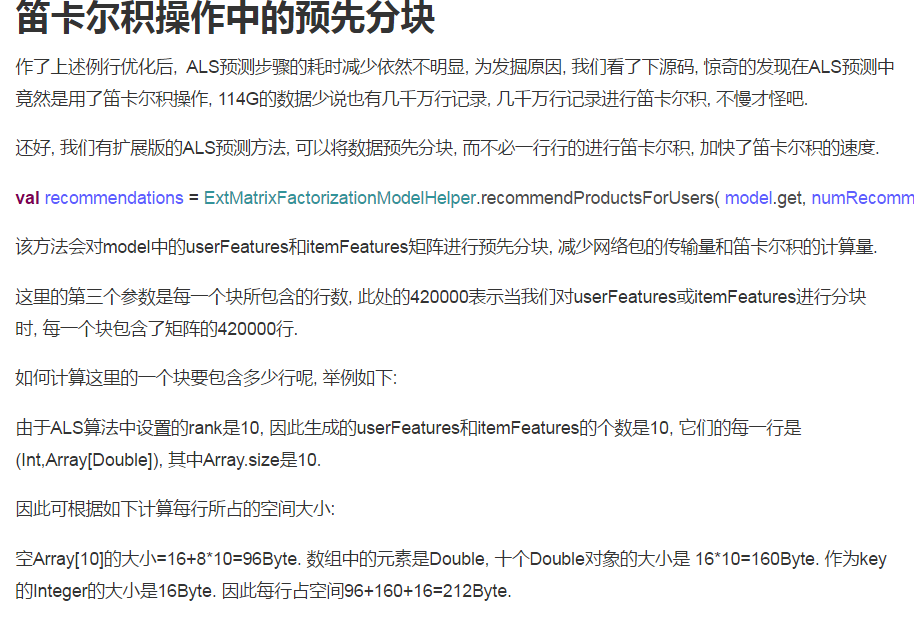 笛卡尔积操作中的预先分块
作了上述例行优化后, ALS预测步骤的耗时减少依然不明显, 为发掘原因, 我们看了下源码, 惊奇的发现在ALS预测中
竟然是用了笛卡尔积操作, 114G的数据少说也有几千万行记录, 几千万行记录进行笛卡尔积, 不慢才怪吧.
还好, 我们有扩展版的ALS预测方法, 可以将数据预先分块, 而不必一行行的进行笛卡尔积, 加快了笛卡尔积的速度.
val recommendations = ExtMatrixFactorizationModelHelper.recommendProductsForUsers( model.get, numRecomm
该方法会对model中的userFeatures和itemFeatures矩阵进行预先分块, 减少网络包的传输量和笛卡尔积的计算量.
这里的第三个参数是每一个块所包含的行数, 此处的420000表示当我们对userFeatures或itemFeatures进行分块
时, 每一个块包含了矩阵的420000行.
如何计算这里的一个块要包含多少行呢, 举例如下:
由于ALS算法中设置的rank是10, 因此生成的userFeatures和itemFeatures的个数是10, 它们的每一行是
(Int,Array[Double]), 其中Array.size是10.
因此可根据如下计算每行所占的空间大小:
空Array[10]的大小=16+8*10=96Byte. 数组中的元素是Double, 十个Double对象的大小是 16*10=160Byte. 作为key
的Integer的大小是16Byte. 因此每行占空间96+160+16=212Byte.